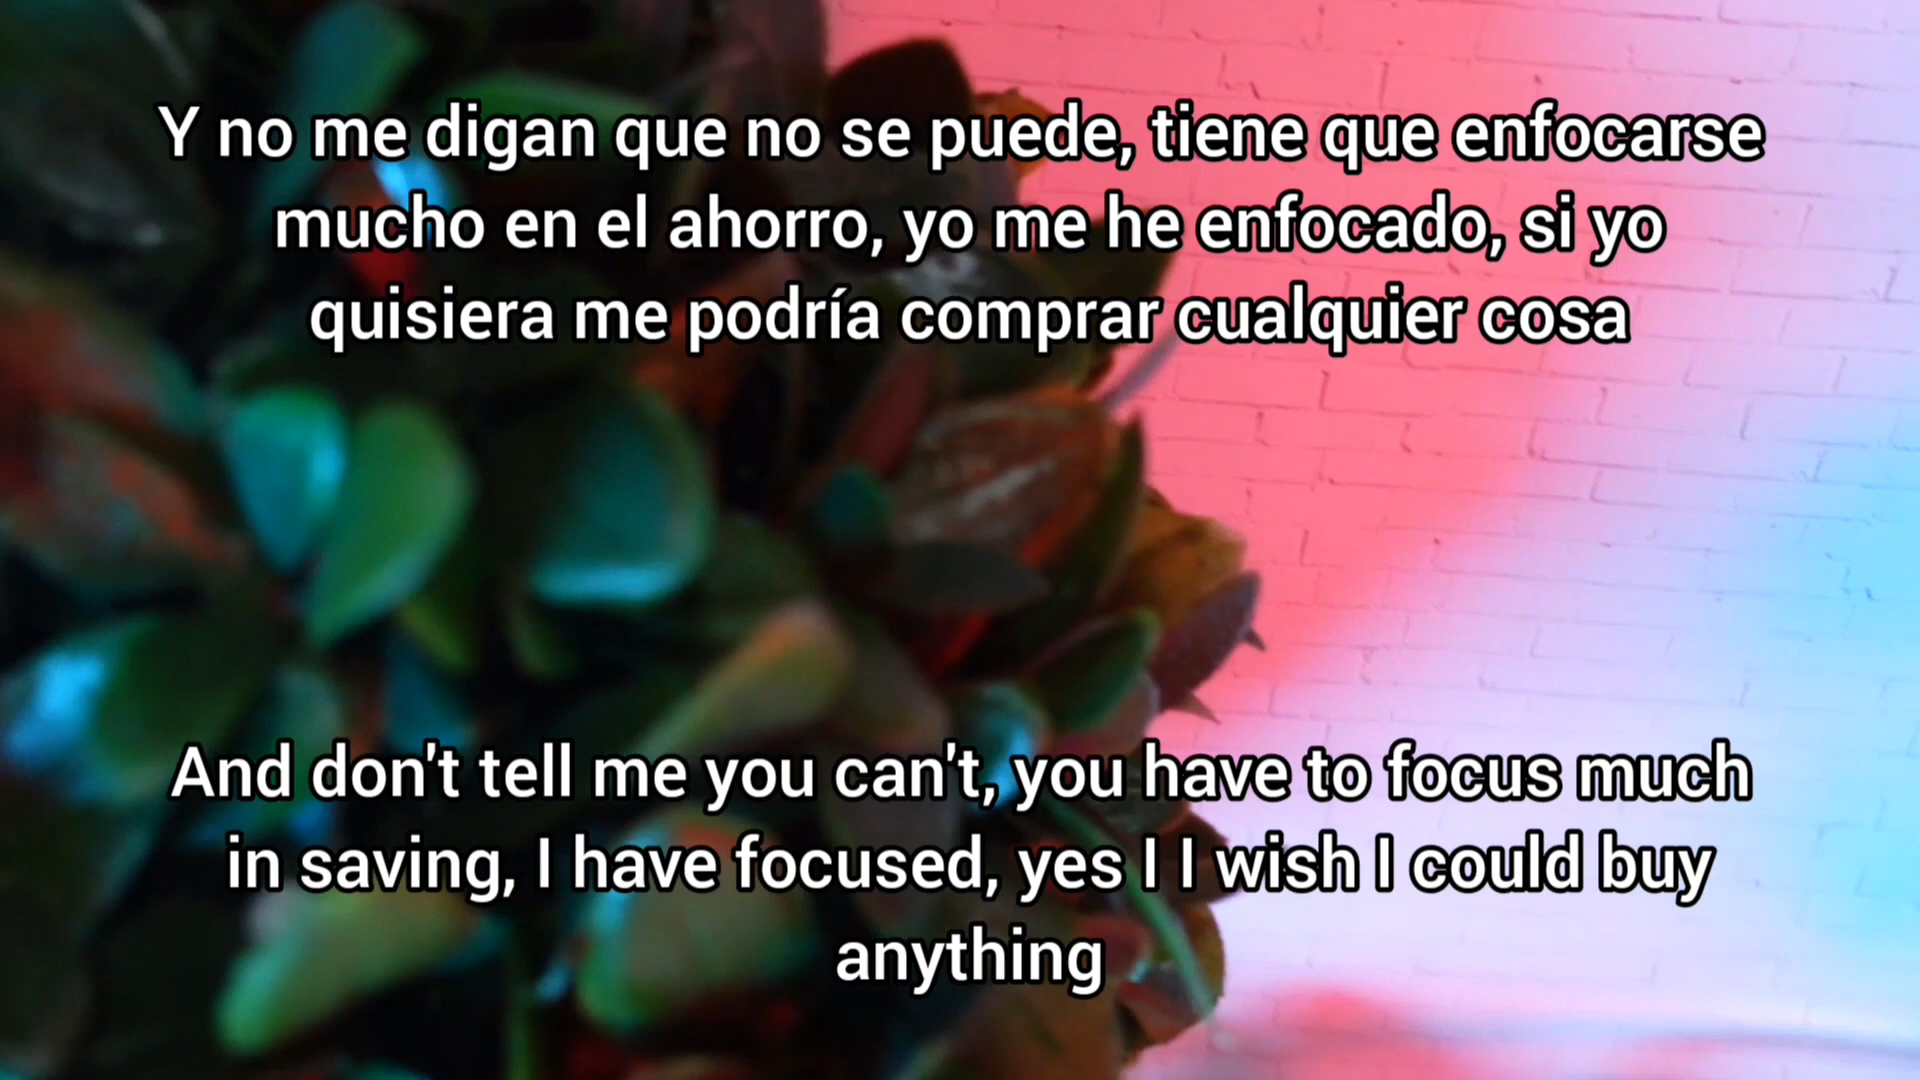 Y no me digan que no se puede, tiene que enfocarse
mucho en el ahorro, yo me he enfocado, si yo
quisiera me podría comprar cualquier cosa
And don't tell me you can't, you have to focus much
in saving, I have focused, yes I I wish I could buy
anything